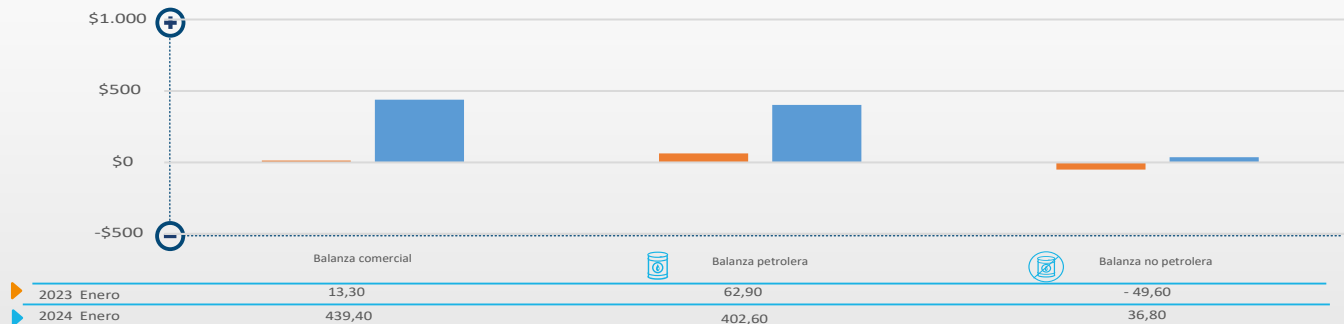 $1.000
$500
$0
-$500
Balanza comercial Balanza petrolera Balanza no petrolera
2023 Enero 13,30 62,90 - 49,60
2024 Enero 439,40 402,60 36,80